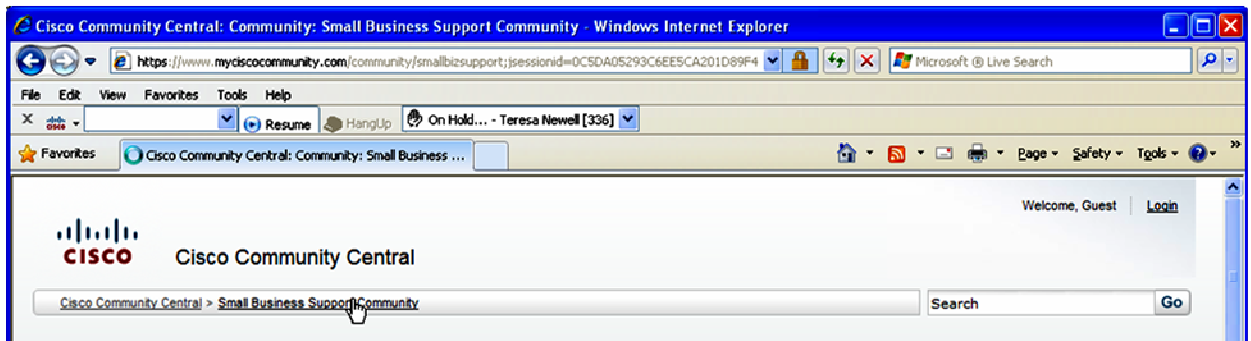 Cisco Community Central: Community: Small Business Support Community - Windows Internet Explorer
https://www.myciscocommunity.com/community/smallbizsupport;jsessionid=0C5DA05293C6EE5CA201D89F4
Microsoft ® Live Search
File Edit View Favorites Tools Help
X CISCO Resume HangUp On Hold... - Teresa Newell [336]
Favorites Cisco Community Central: Community: Small Business ... Page Safety Tools
Welcome, Guest Login
CISCO Cisco Community Central
Cisco Community Central > Small Business Support Community Search Go